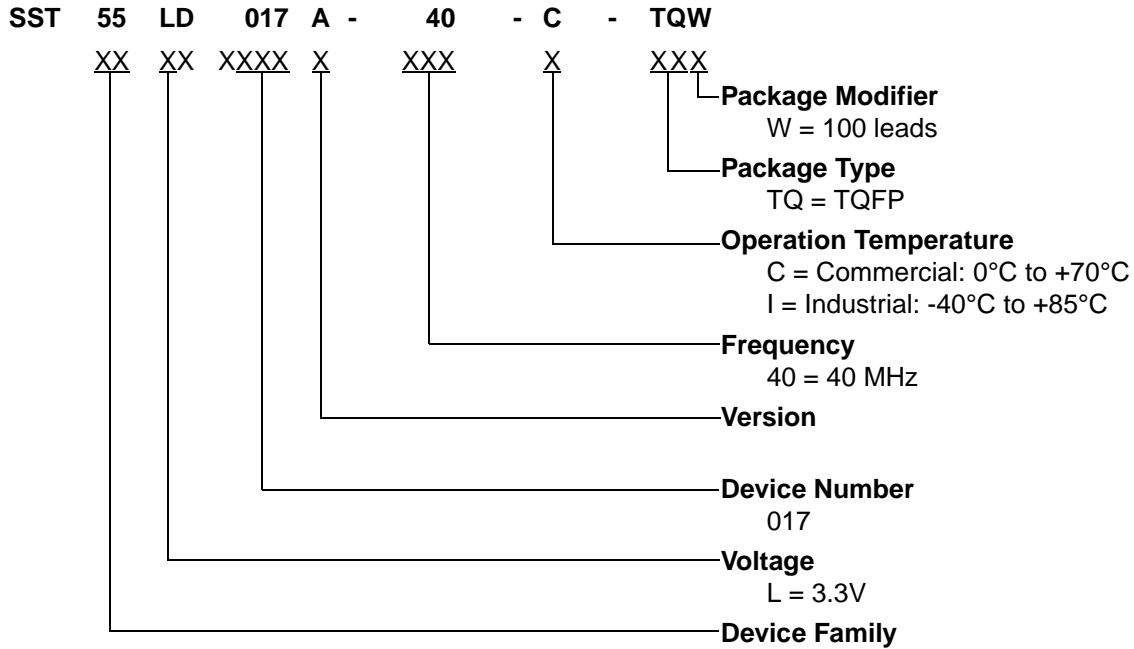 SST 55 LD 017 A - 40 - C - TQW
XX XX XXXX X XXX X XXX
Package Modifier
W = 100 leads
Package Type
TQ = TQFP
Operation Temperature
C = Commercial: 0°C to +70°C
I = Industrial: -40°C to +85°C
Frequency
40 = 40 MHz
Version
Device Number
017
Voltage
L = 3.3V
Device Family